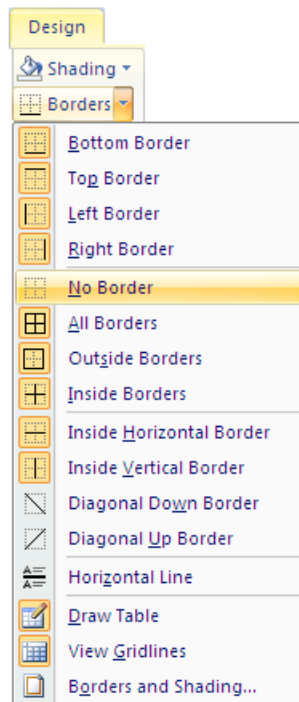 Design
Shading
Borders
Bottom Border
Top Border
Left Border
Right Border
No Border
All Borders
Outside Borders
Inside Borders
Inside Horizontal Border
Inside Vertical Border
Diagonal Down Border
Diagonal Up Border
Horizontal Line
Draw Table
View Gridlines
Borders and Shading...